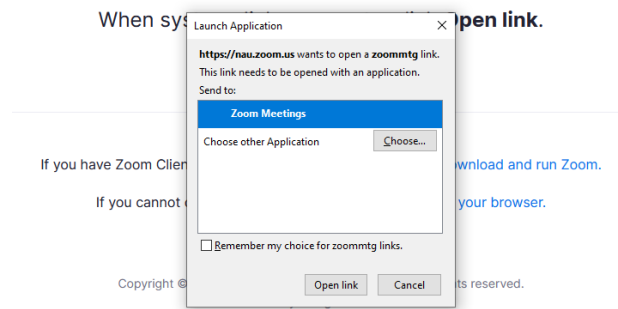 When sys
Open link.
Launch Application
https://nau.zoom.us wants to open a zoommtg link.
This link needs to be opened with an application.
Send to:
Zoom Meetings
Choose other Application
Choose...
If you have Zoom Clien
ownload and run Zoom.
If you cannot
your browser.
Remember my choice for zoommtg links.
Open link
Cancel
Copyright ©
ts reserved.